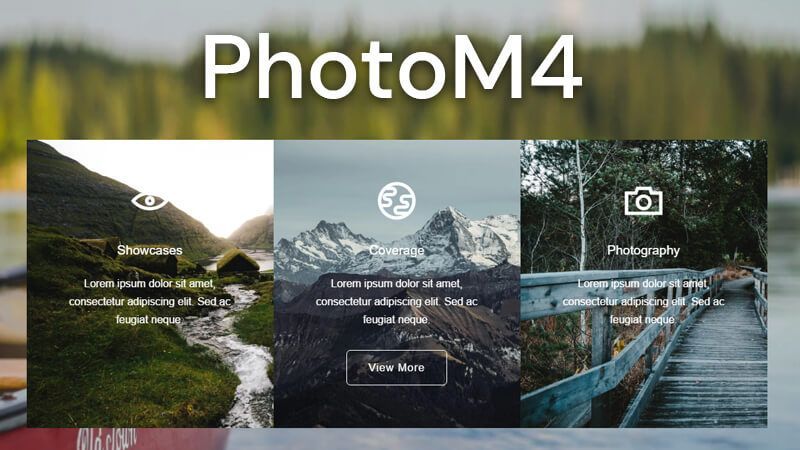 PhotoM4
Showcases
Lorem ipsum dolor sit amet,
consectetur adipiscing elit. Sed ac
feugiat neque.
Coverage
Lorem ipsum dolor sit amet,
consectetur adipiscing elit. Sed ac
feugiat neque.
View More
Photography
Lorem ipsum dolor sit amet,
consectetur adipiscing elit. Sed ac
feugiat neque.
Old Town